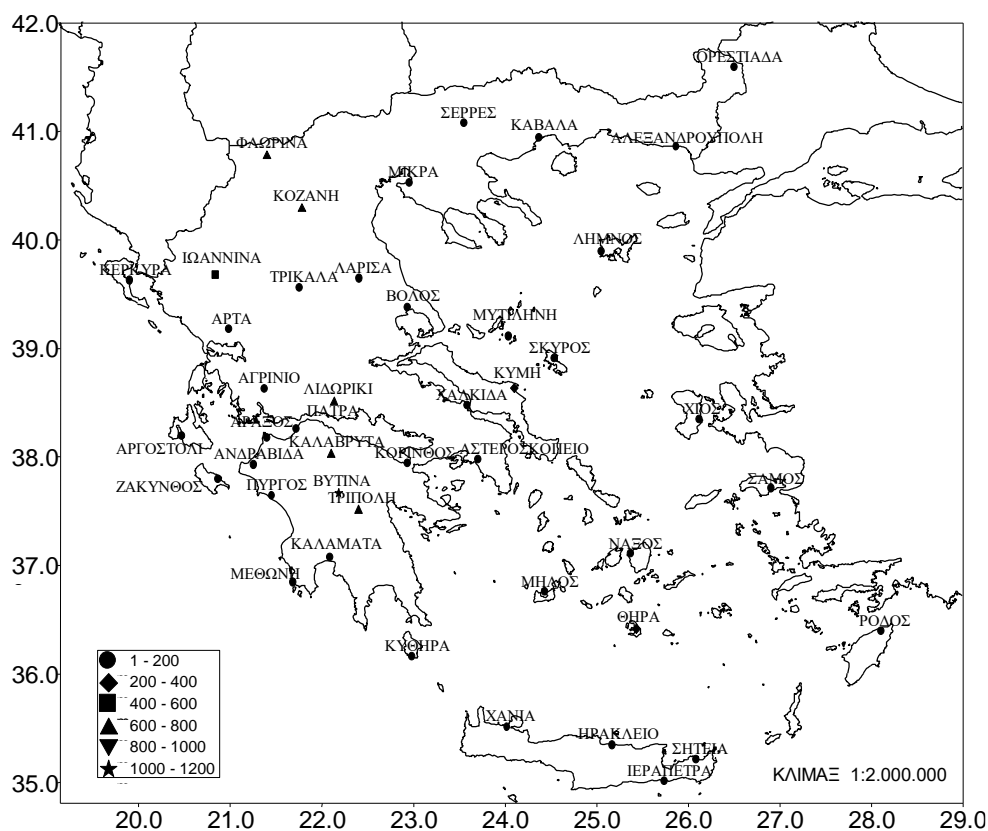 42.0
ΟΡΕΣΤΙΑΔΑ
41.0
ΣΕΡΡΕΣ
ΚΑΒΑΛΑ
ΑΛΕΞΑΝΔΡΟΥΠΟΛΗ
ΦΛΩΡΙΝΑ
ΜΙΚΡΑ
ΚΟΖΑΝΗ
40.0
ΛΗΜΝΟΣ
ΚΕΡΚΥΡΑ
ΙΩΑΝΝΙΝΑ
ΤΡΙΚΑΛΑ
ΛΑΡΙΣΑ
ΒΟΛΟΣ
ΑΡΤΑ
ΜΥΤΙΛΗΝΗ
39.0
ΣΚΥΡΟΣ
ΑΓΡΙΝΙΟ
ΛΙΔΩΡΙΚΙ
ΚΥΜΗ
ΧΑΛΚΙΔΑ
ΑΡΑΞΟΣ
ΠΑΤΡΑ
ΧΙΟΣ
38.0
ΑΡΓΟΣΤΟΛΙ
ΑΝΔΡΑΒΙΔΑ
ΚΑΛΑΒΡΥΤΑ
ΚΟΡΙΝΘΟΣ
ΑΣΤΕΡΟΣΚΟΠΕΙΟ
ΖΑΚΥΝΘΟΣ
ΠΥΡΓΟΣ
ΒΥΤΙΝΑ
ΤΡΙΠΟΛΗ
ΣΑΜΟΣ
37.0
ΚΑΛΑΜΑΤΑ
ΝΑΞΟΣ
ΜΕΘΩΝΗ
ΜΗΛΟΣ
ΘΗΡΑ
ΡΟΔΟΣ
36.0
ΚΥΘΗΡΑ
1 - 200
200 - 400
400 - 600
600 - 800
800 - 1000
1000 - 1200
ΧΑΝΙΑ
ΗΡΑΚΛΕΙΟ
ΣΗΤΕΙΑ
35.0
ΙΕΡΑΠΕΤΡΑ
ΚΛΙΜΑΞ 1:2.000.000
20.0 21.0 22.0 23.0 24.0 25.0 26.0 27.0 28.0 29.0